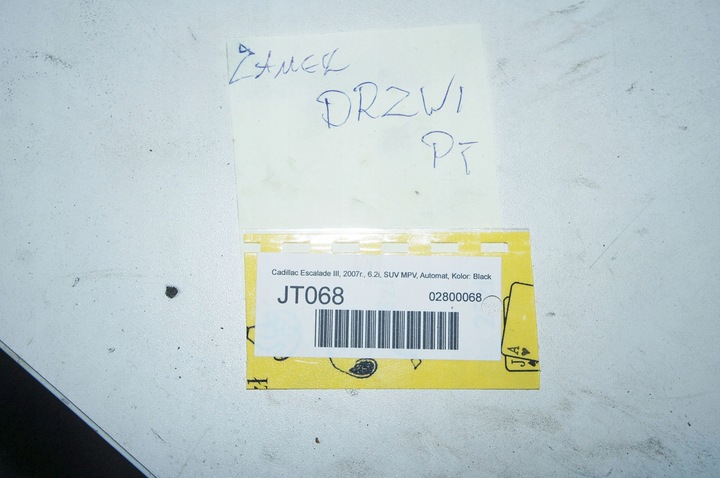 ZAMEK
DRZWI
PT
Cadillac Escalade III, 2007r., 6.2i, SUV MPV, Automat, Kolor: Black
JT068
02800068
A
J